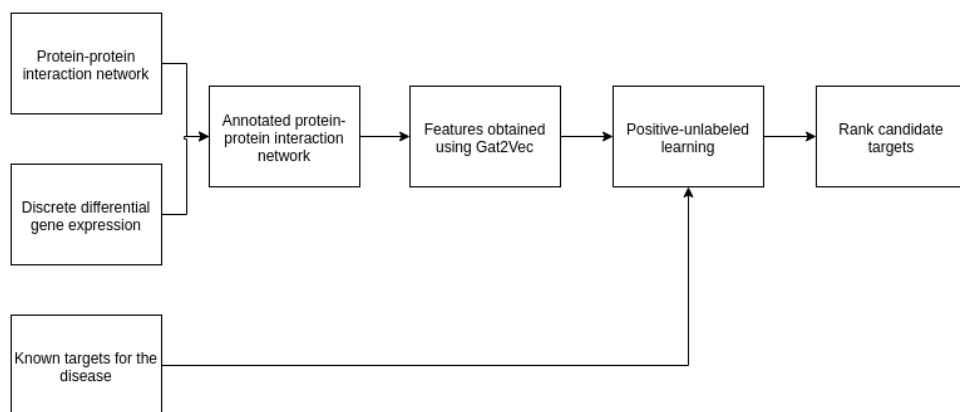 Protein-protein
interaction network
Discrete differential
gene expression
Known targets for the
disease
Annotated protein-
protein interaction
network
Features obtained
using Gat2Vec
Positive-unlabeled
learning
Rank candidate
targets